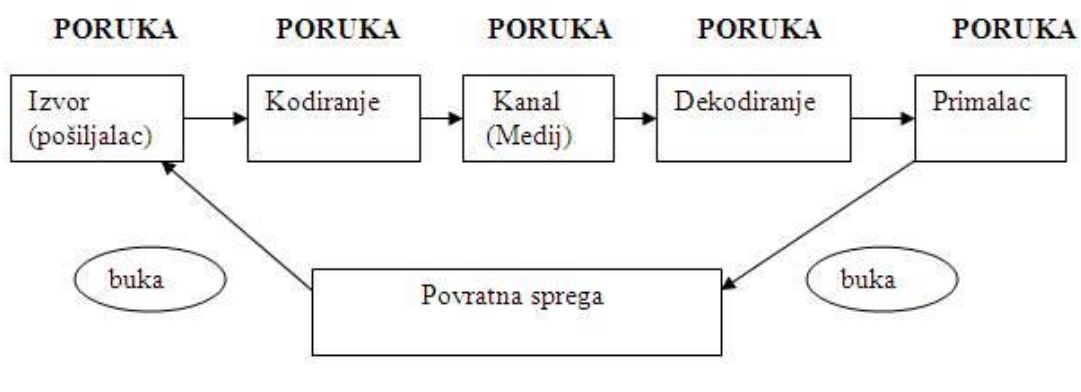 PORUKA PORUKA PORUKA PORUKA PORUKA
Izvor
(pošiljalac)
Kodiranje
Kanal
(Medij)
Dekodiranje
Primalac
buka
Povratna sprega
buka